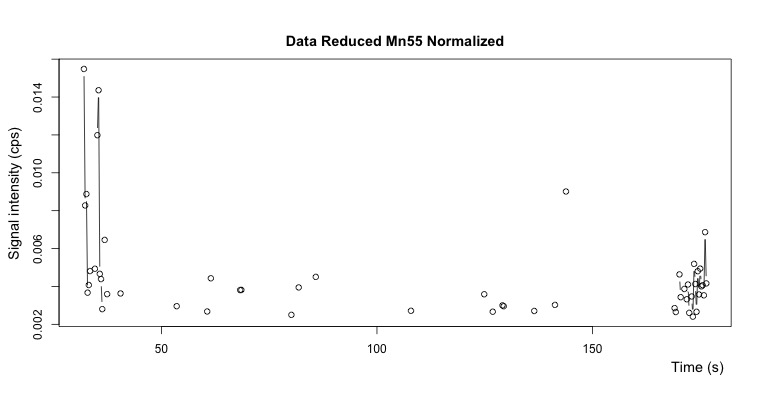 Data Reduced Mn55 Normalized
Signal intensity (cps)
0.014
0.010
0.006
0.002
50 100 150
Time (s)